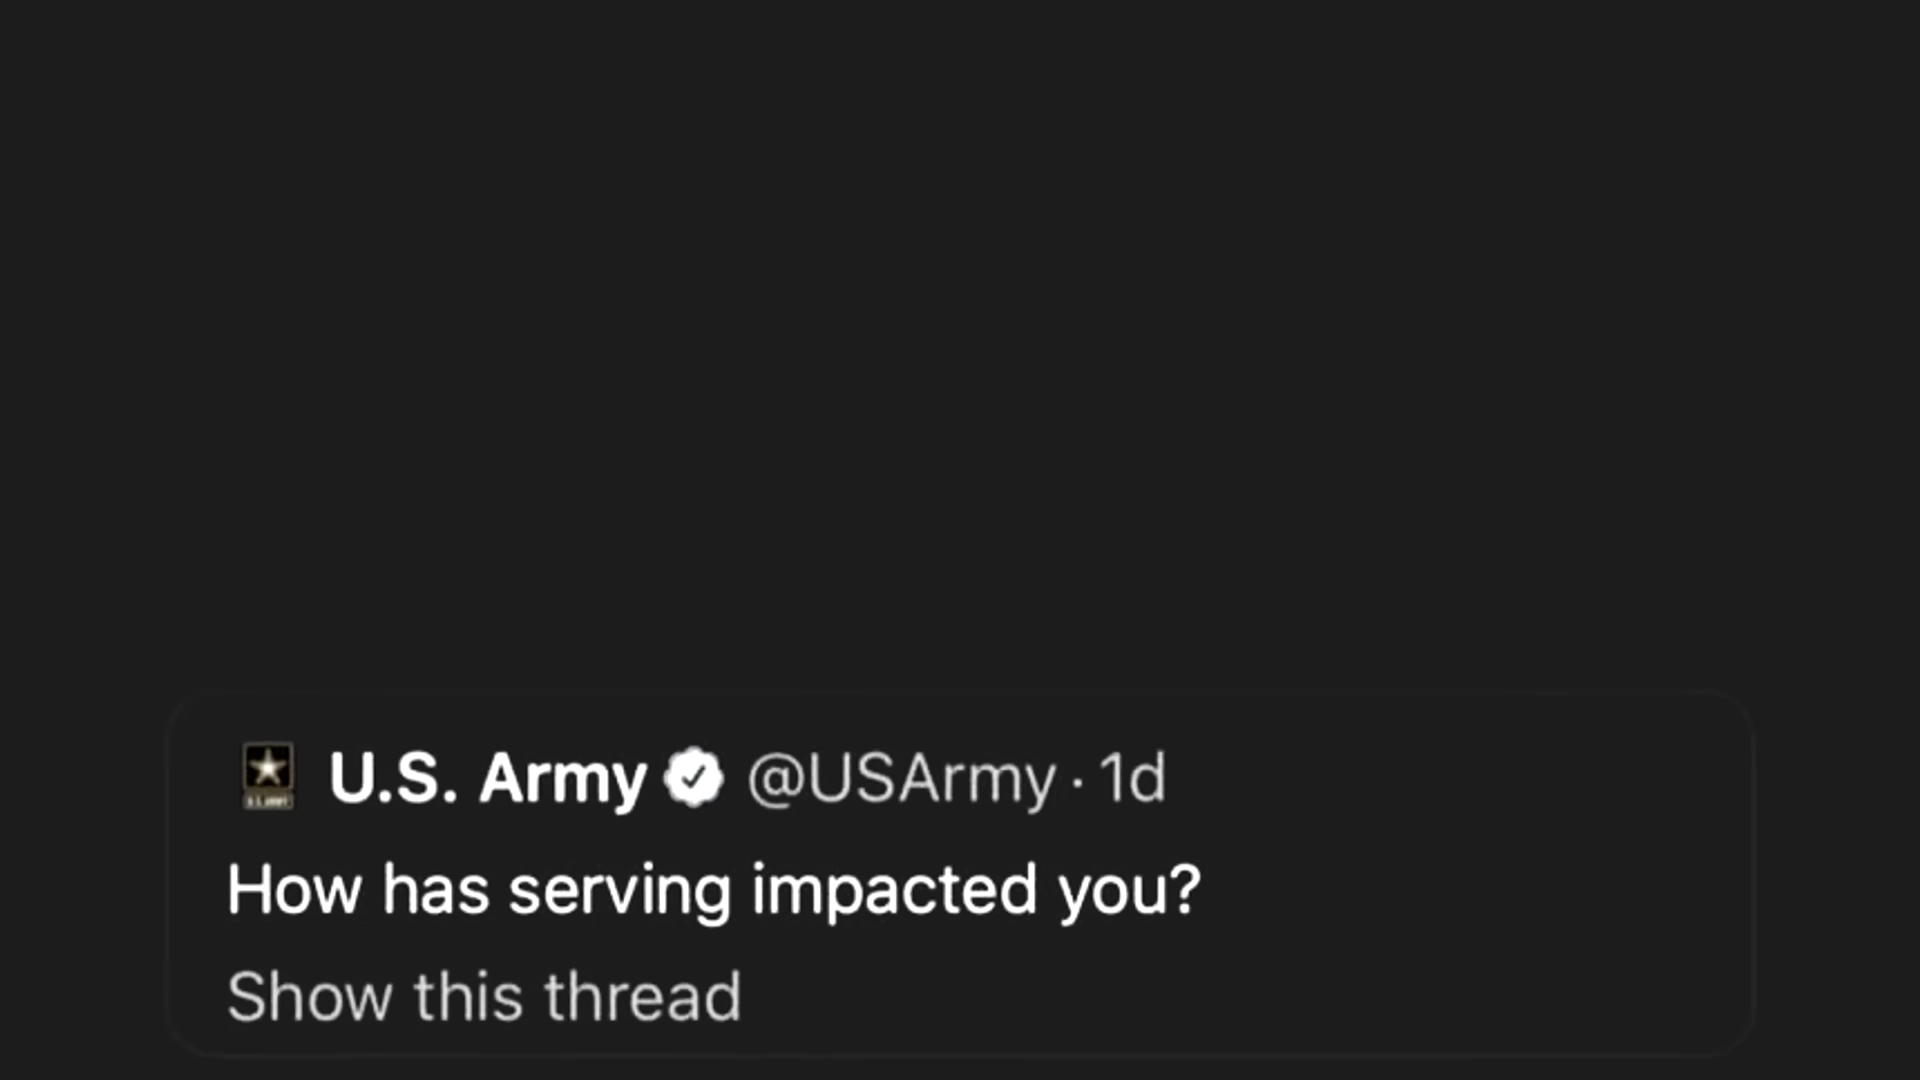 U.S. Army @USArmy · 1d
How has serving impacted you?
Show this thread